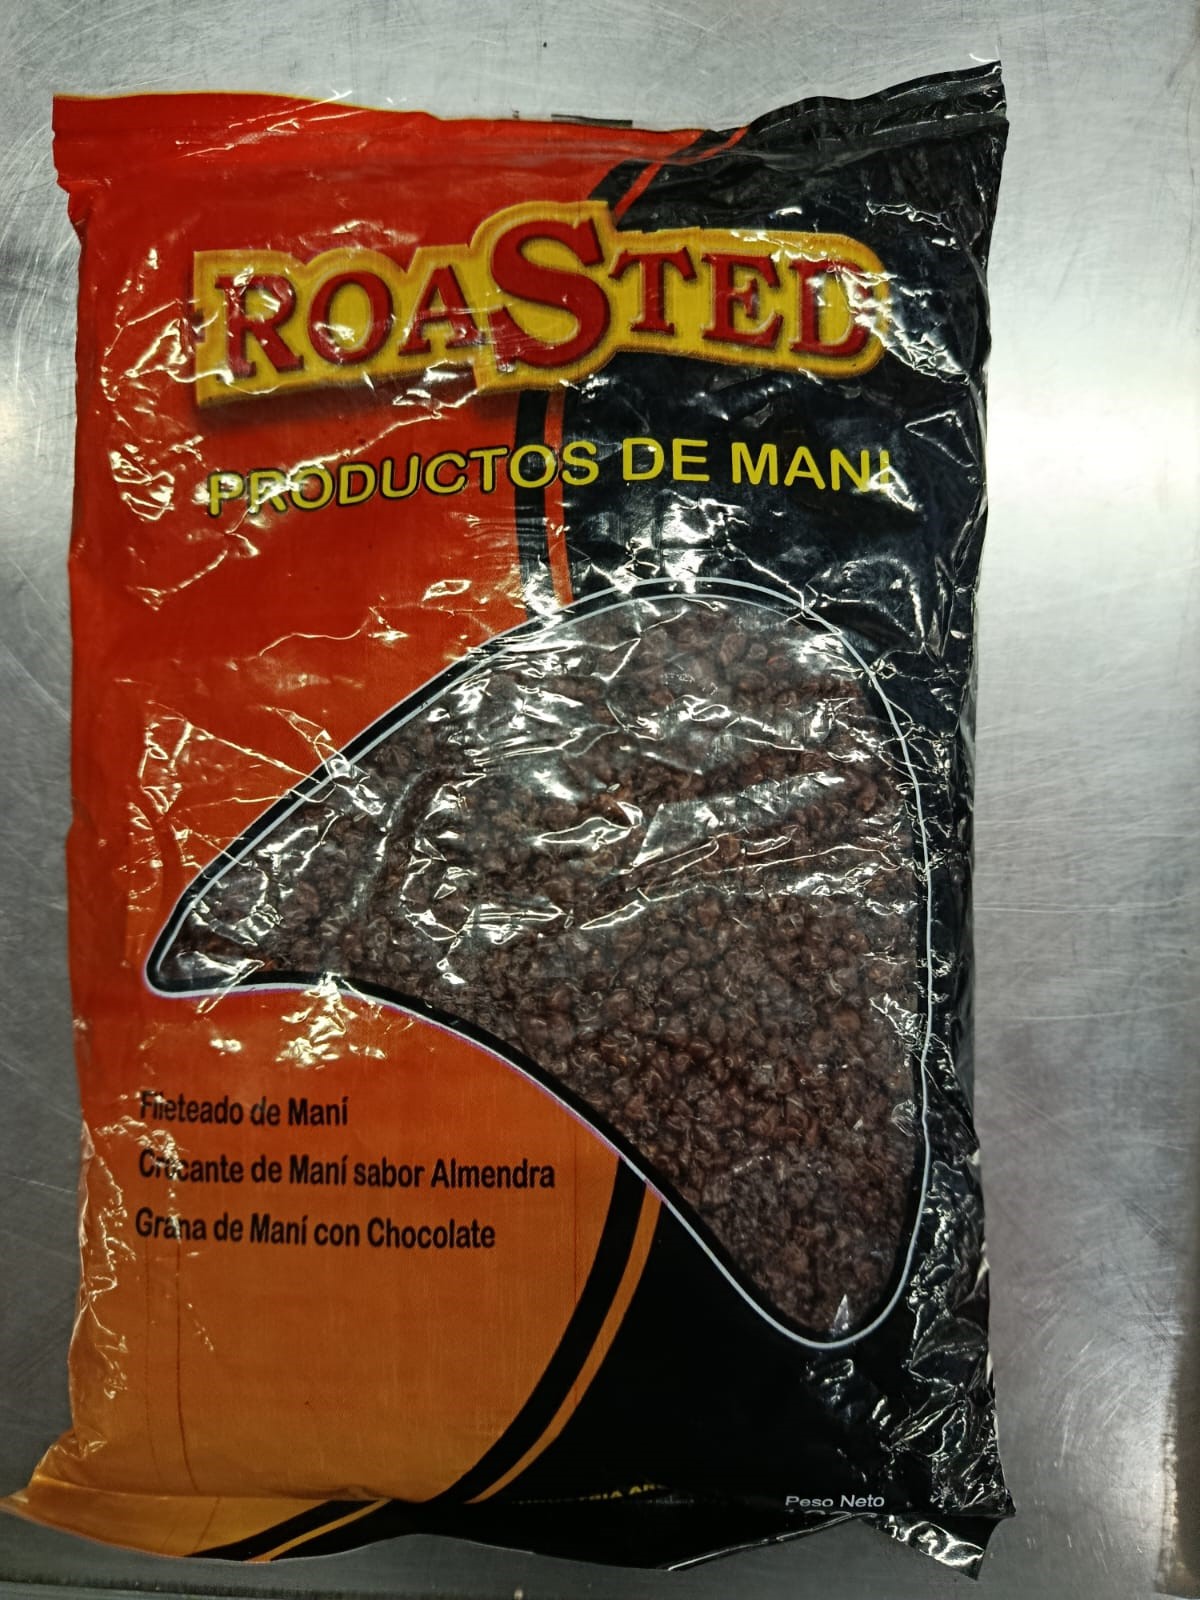 ROASTED
PRODUCTOS DE MANI
Fileteado de Maní
Crocante de Maní sabor Almendra
Grana de Maní con Chocolate
Peso Neto